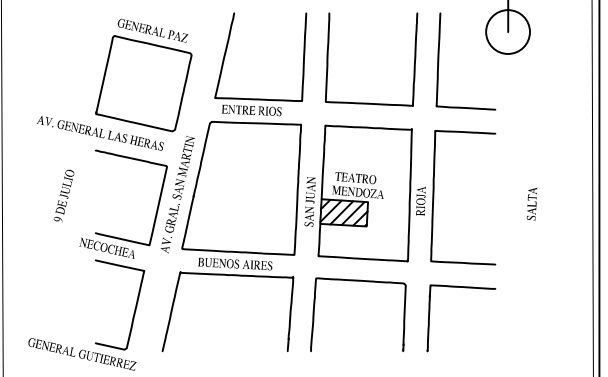 GENERAL PAZ
ENTRE RIOS
AV. GENERAL LAS HERAS
AV. GRAL. SAN MARTIN
TEATRO
MENDOZA
SAN JUAN
RIOJA
SALTA
9 DE JULIO
NECOCHEA
BUENOS AIRES
GENERAL GUTIERREZ